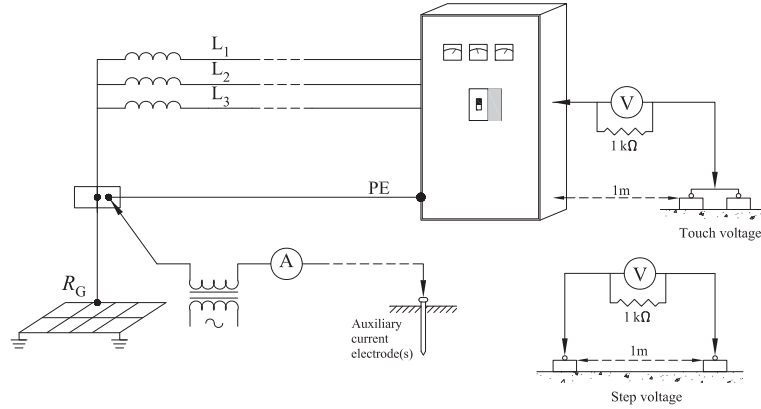 L1
L2
L3
V
1 kΩ
PE
1m
Touch voltage
A
RG
V
1 kΩ
Auxiliary
current
electrode(s)
1m
Step voltage